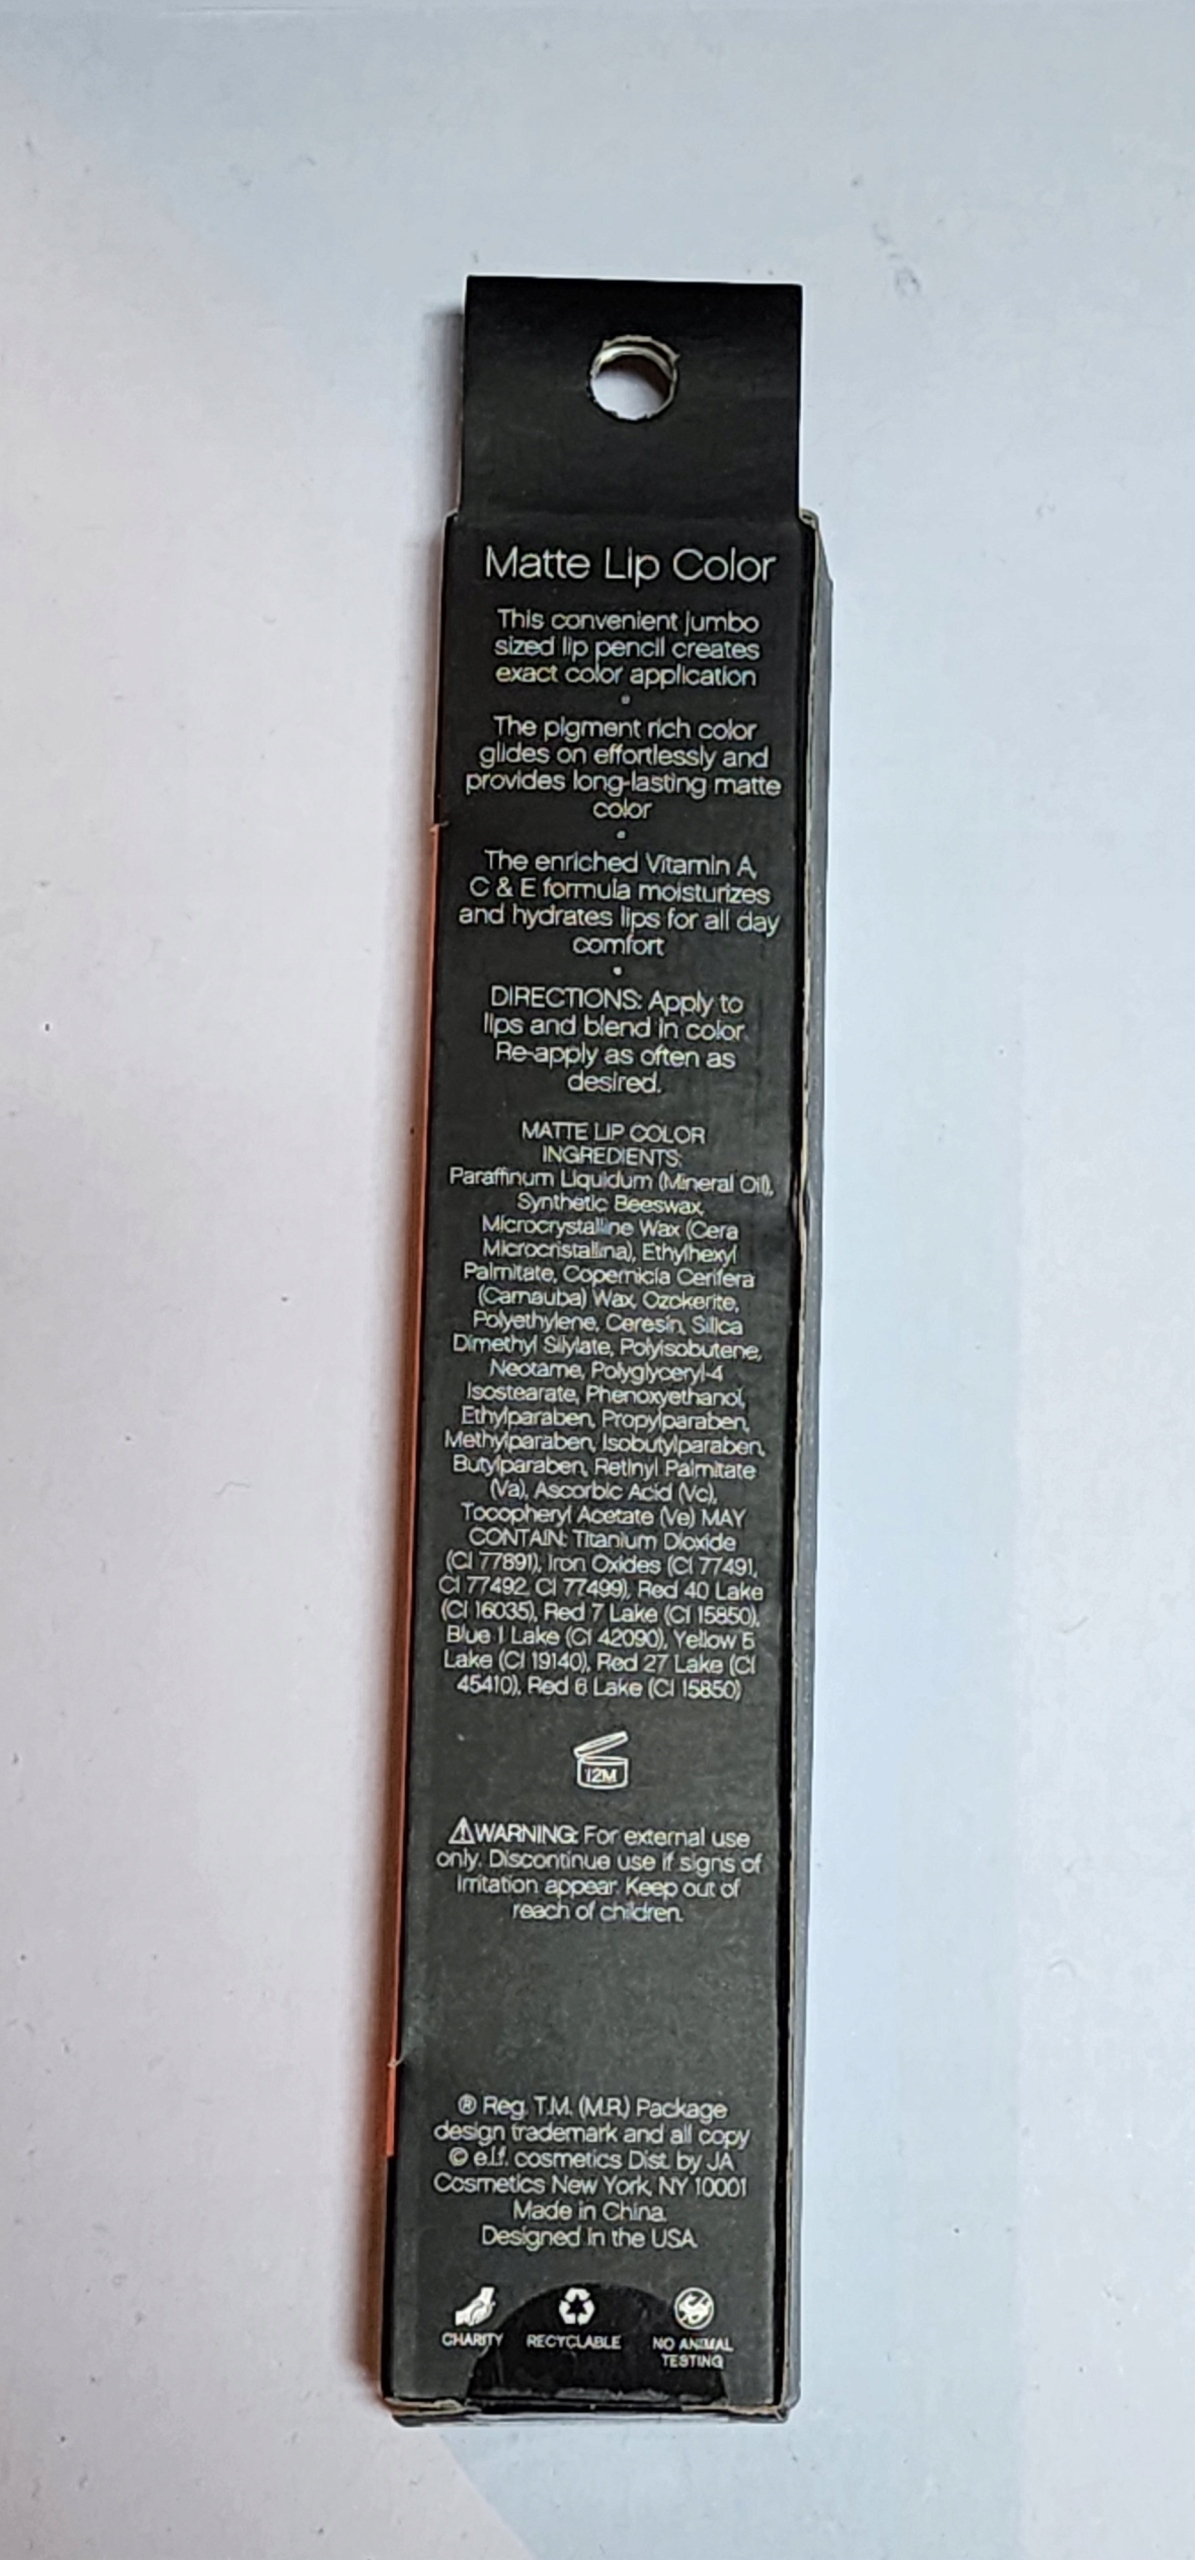 Matte Lip Color
This convenient jumbo
sized lip pencil creates
exact color application
•
The pigment rich color
glides on effortlessly and
provides long-lasting matte
color
•
The enriched Vitamin A,
C & E formula moisturizes
and hydrates lips for all day
comfort
•
DIRECTIONS: Apply to
lips and blend in color.
Re-apply as often as
desired.
MATTE LIP COLOR
INGREDIENTS:
Paraffinum Liquidum (Mineral Oil),
Synthetic Beeswax,
Microcrystalline Wax (Cera
Microcristallina), Ethylhexyl
Palmitate, Copernicia Cerifera
(Carnauba) Wax, Ozokerite,
Polyethylene, Ceresin, Silica
Dimethyl Silylate, Polyisobutene,
Neotame, Polyglyceryl-4
Isostearate, Phenoxyethanol,
Ethylparaben, Propylparaben,
Methylparaben, Isobutylparaben,
Butylparaben, Retinyl Palmitate
(Va), Ascorbic Acid (Vc),
Tocopheryl Acetate (Ve) MAY
CONTAIN: Titanium Dioxide
(CI 77891), Iron Oxides (CI 77491,
CI 77492, CI 77499), Red 40 Lake
(CI 16035), Red 7 Lake (CI 15850),
Blue 1 Lake (CI 42090), Yellow 5
Lake (CI 19140), Red 27 Lake (CI
45410), Red 6 Lake (CI 15850)
12M
⚠WARNING: For external use
only. Discontinue use if signs of
irritation appear. Keep out of
reach of children.
® Reg. T.M. (M.R.) Package
design trademark and all copy
© e.l.f. cosmetics Dist. by JA
Cosmetics New York, NY 10001
Made in China.
Designed in the USA.
CHARITY RECYCLABLE NO ANIMAL
TESTING